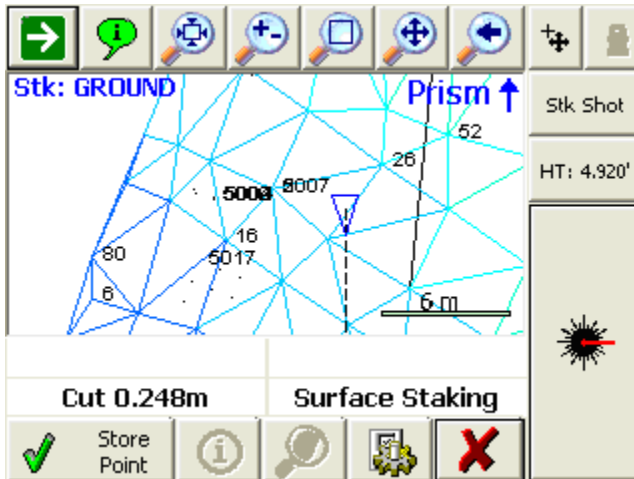 Stk: GROUND
Prism
Stk Shot
52
26
HT: 4.920'
5007
16
5017
80
6
6 m
Cut 0.248m
Surface Staking
Store
Point